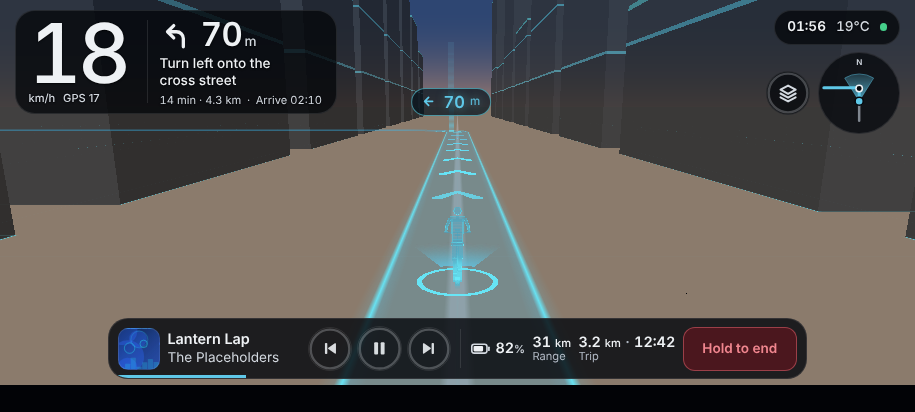 18
km/h GPS 17
70 m
Turn left onto the
cross street
14 min · 4.3 km · Arrive 02:10
70 m
01:56 19°C
N
Lantern Lap
The Placeholders
82%
31 km
Range
3.2 km · 12:42
Trip
Hold to end